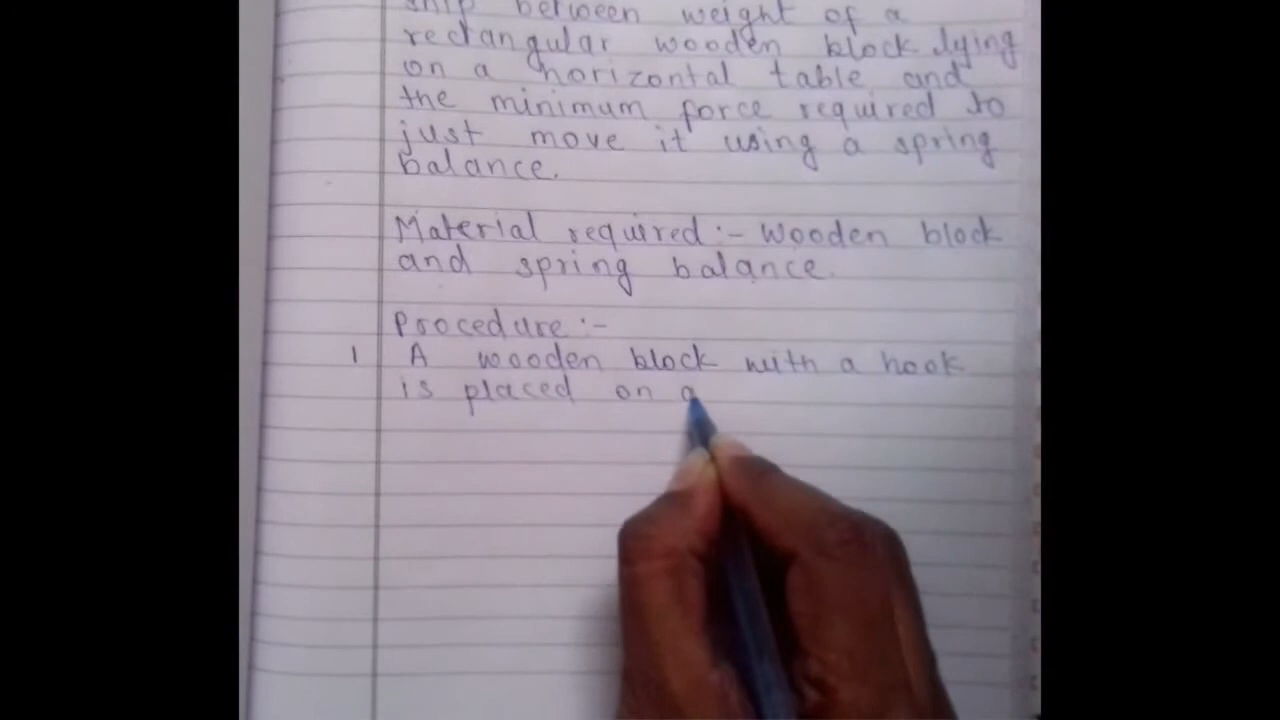 ship between weight of a
rectangular wooden block lying
on a horizontal table and
the minimum force required to
just move it using a spring
balance.
Material required :- Wooden block
and spring balance.
Procedure :-
1 A wooden block with a hook
is placed on a